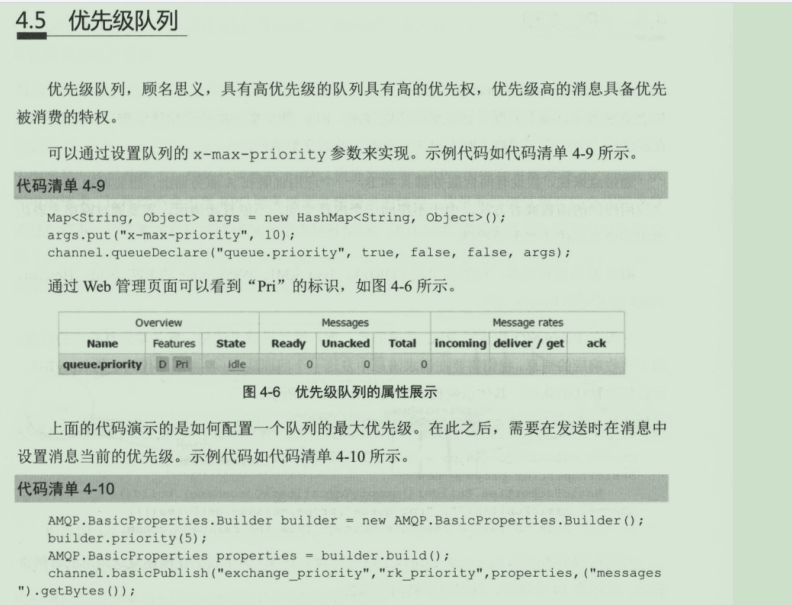 4.5 优先级队列
优先级队列，顾名思义，具有高优先级的队列具有高的优先权，优先级高的消息具备优先
被消费的特权。
可以通过设置队列的 x-max-priority 参数来实现。示例代码如代码清单 4-9 所示。
代码清单 4-9
Map<String, Object> args = new HashMap<String, Object>();
args.put("x-max-priority", 10);
channel.queueDeclare("queue.priority", true, false, false, args);
通过 Web 管理页面可以看到“Pri”的标识，如图 4-6 所示。
Overview Messages Message rates
Name Features State Ready Unacked Total incoming deliver / get ack
queue.priority D Pri idle 0 0 0
图 4-6 优先级队列的属性展示
上面的代码演示的是如何配置一个队列的最大优先级。在此之后，需要在发送时在消息中
设置消息当前的优先级。示例代码如代码清单 4-10 所示。
代码清单 4-10
AMQP.BasicProperties.Builder builder = new AMQP.BasicProperties.Builder();
builder.priority(5);
AMQP.BasicProperties properties = builder.build();
channel.basicPublish("exchange_priority","rk_priority",properties,("messages
").getBytes());